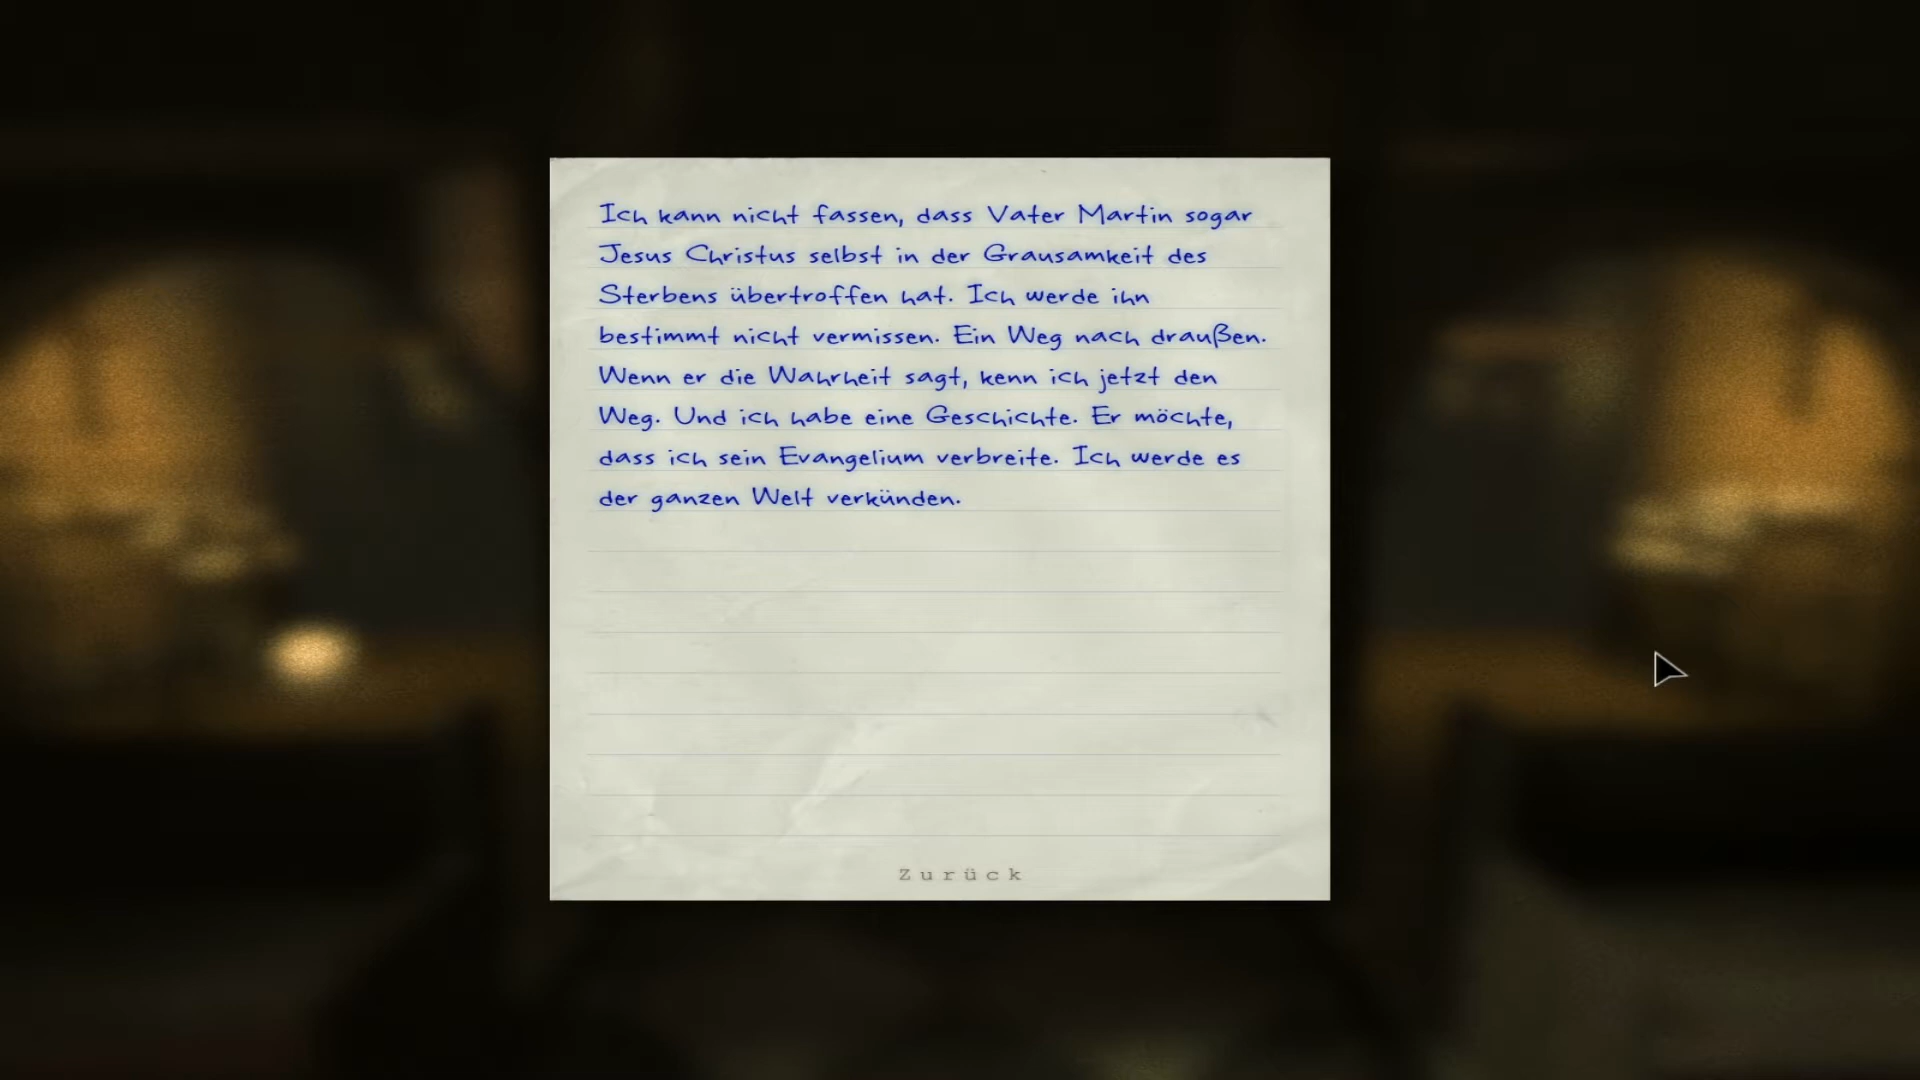 Ich kann nicht fassen, dass Vater Martin sogar
Jesus Christus selbst in der Grausamkeit des
Sterbens übertroffen hat. Ich werde ihn
bestimmt nicht vermissen. Ein Weg nach draußen.
Wenn er die Wahrheit sagt, kenn ich jetzt den
Weg. Und ich habe eine Geschichte. Er möchte,
dass ich sein Evangelium verbreite. Ich werde es
der ganzen Welt verkünden.
Zurück